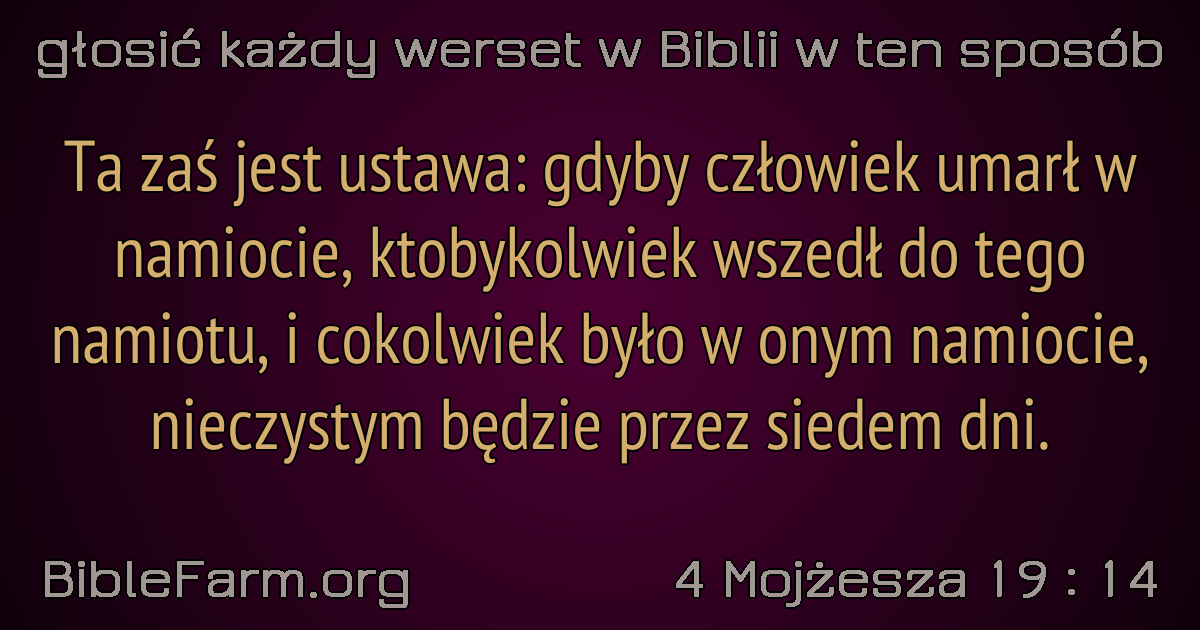 głosić każdy werset w Biblii w ten sposób
Ta zaś jest ustawa: gdyby człowiek umarł w
namiocie, ktobykolwiek wszedł do tego
namiotu, i cokolwiek było w onym namiocie,
nieczystym będzie przez siedem dni.
BibleFarm.org
4 Mojżesza 19 : 14